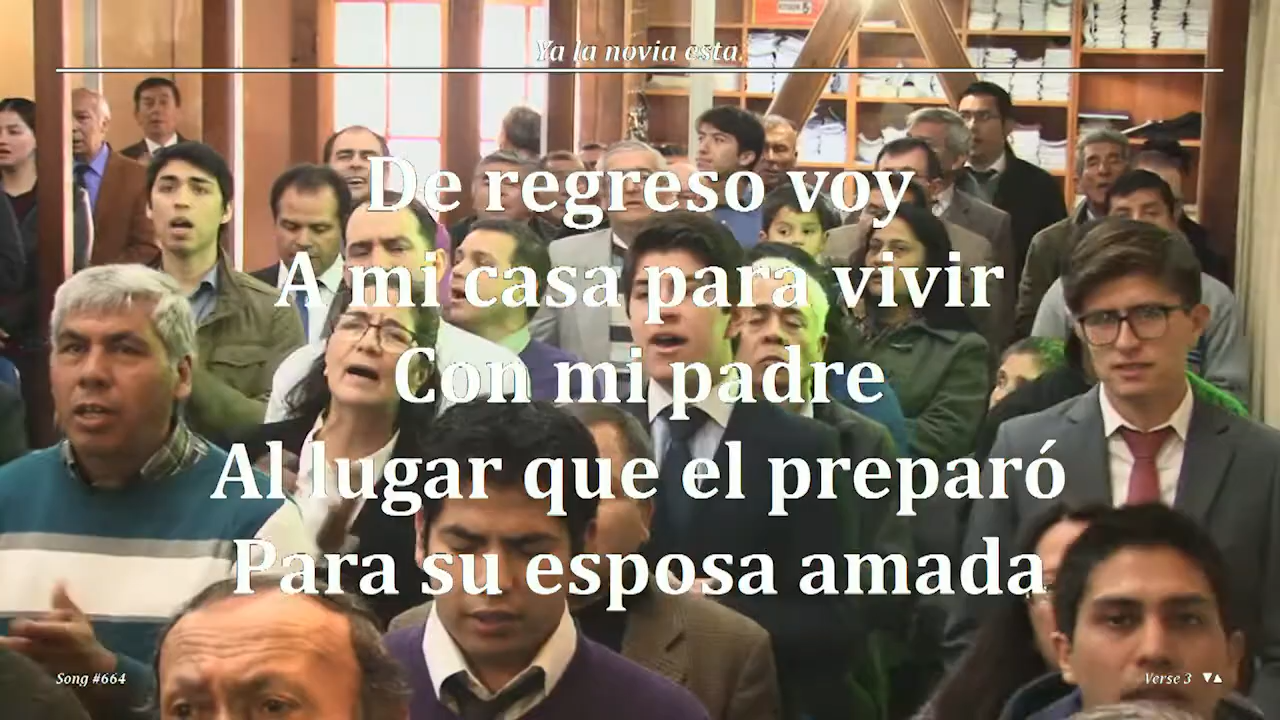 Ya la novia esta.
De regreso voy
A mi casa para vivir
Con mi padre
Al lugar que el preparó
Para su esposa amada
Song #664
Verse 3 ▼▲